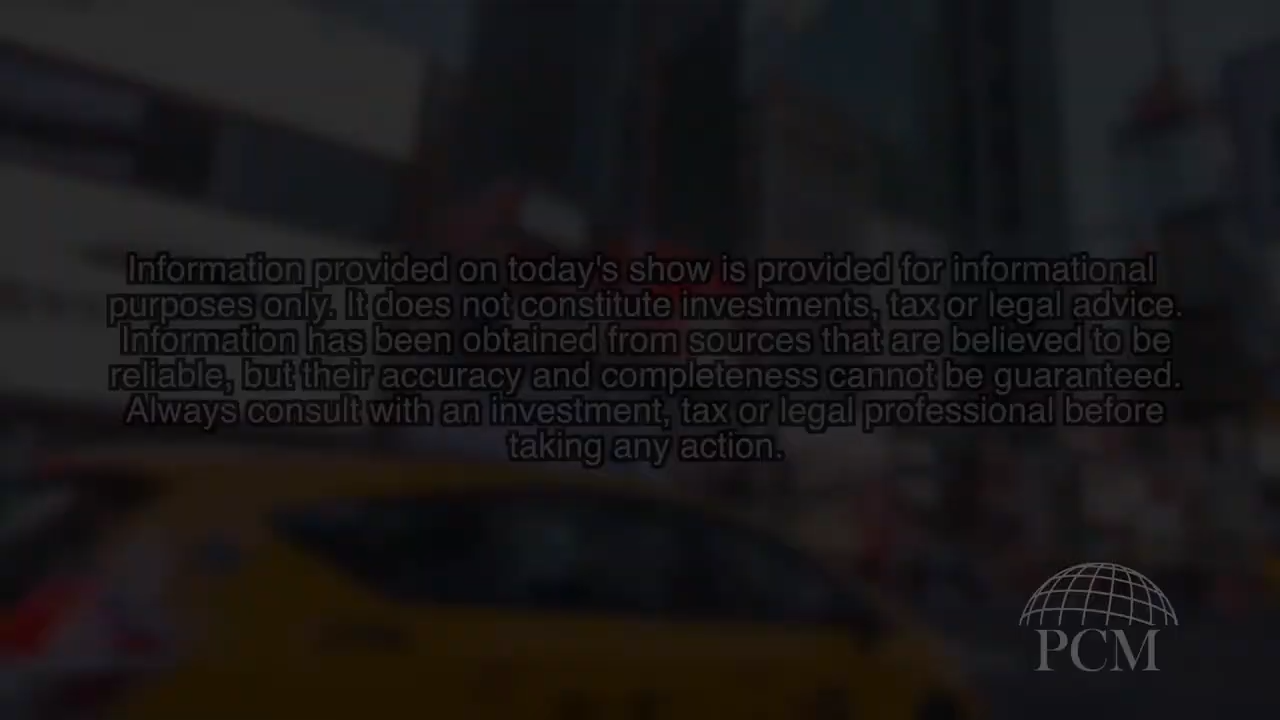 Information provided on today's show is provided for informational
purposes only. It does not constitute investments, tax or legal advice.
Information has been obtained from sources that are believed to be
reliable, but their accuracy and completeness cannot be guaranteed.
Always consult with an investment, tax or legal professional before
taking any action.
PCM